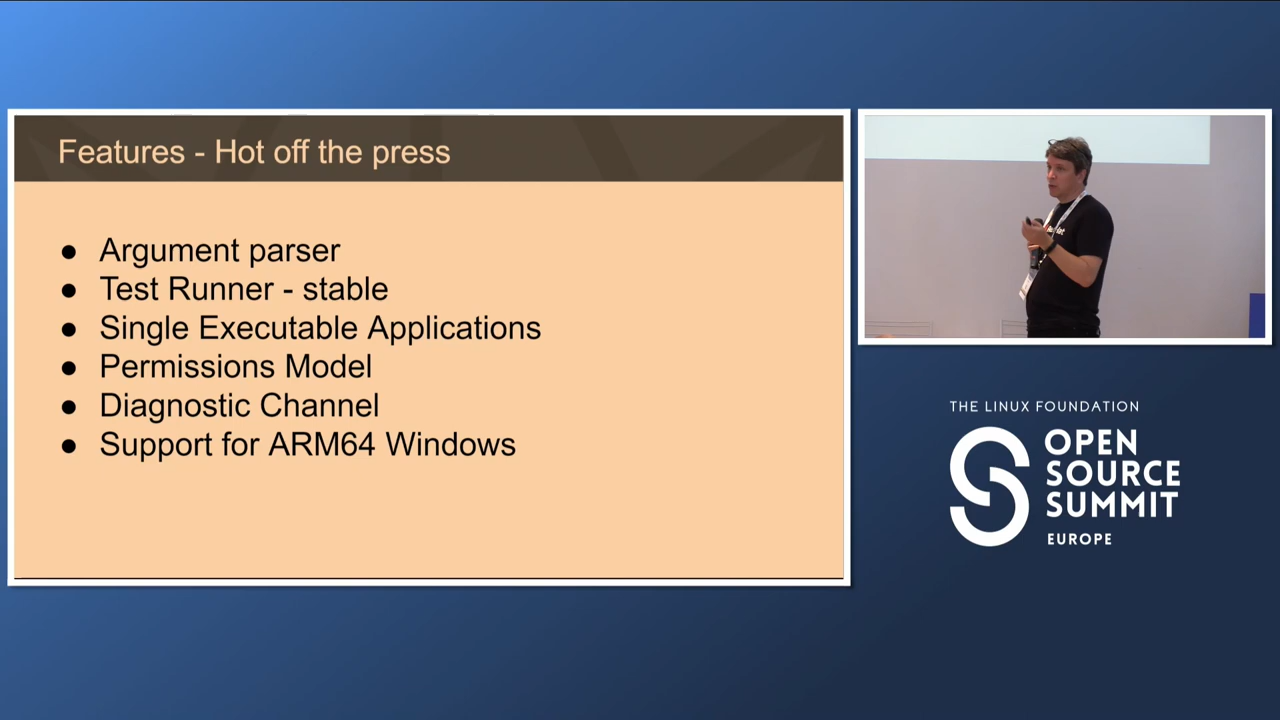 Features - Hot off the press
● Argument parser
● Test Runner - stable
● Single Executable Applications
● Permissions Model
● Diagnostic Channel
● Support for ARM64 Windows
THE LINUX FOUNDATION
OPEN
SOURCE
SUMMIT
EUROPE